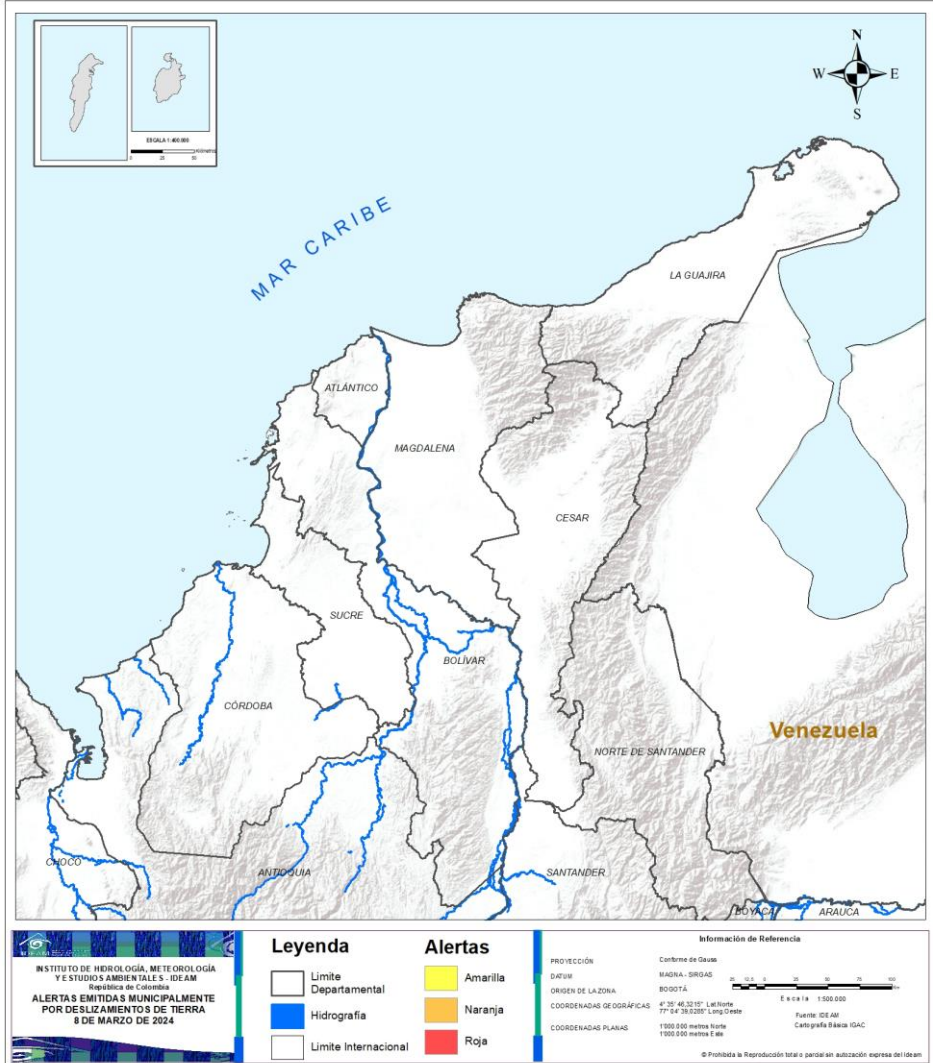 ESCALA 1:400.000
N
W
E
S
MAR CARIBE
LA GUAJIRA
ATLÁNTICO
MAGDALENA
CESAR
SUCRE
BOLÍVAR
CÓRDOBA
NORTE DE SANTANDER
Venezuela
CHOCÓ
ANTIOQUIA
SANTANDER
BOYACÁ
ARAUCA
INSTITUTO DE HIDROLOGÍA, METEOROLOGÍA
Y ESTUDIOS AMBIENTALES - IDEAM
República de Colombia
ALERTAS EMITIDAS MUNICIPALMENTE
POR DESLIZAMIENTOS DE TIERRA
8 DE MARZO DE 2024
Leyenda
Limite
Departamental
Hidrografía
Limite Internacional
Alertas
Amarilla
Naranja
Roja
Información de Referencia
PROYECCIÓN Conforme de Gauss
DATUM MAGNA - SIRGAS
ORIGEN DE LA ZONA BOGOTÁ
COORDENADAS GEOGRÁFICAS 4° 35' 46,3215" Lat.Norte
77° 04' 39,0285" Long.Oeste
COORDENADAS PLANAS 1'000.000 metros Norte
1'000.000 metros Este
Escala 1:500.000
Fuente: IDEAM
Cartografía Básica: IGAC
© Prohibida la Reproducción total o parcial sin autización expresa del Ideam